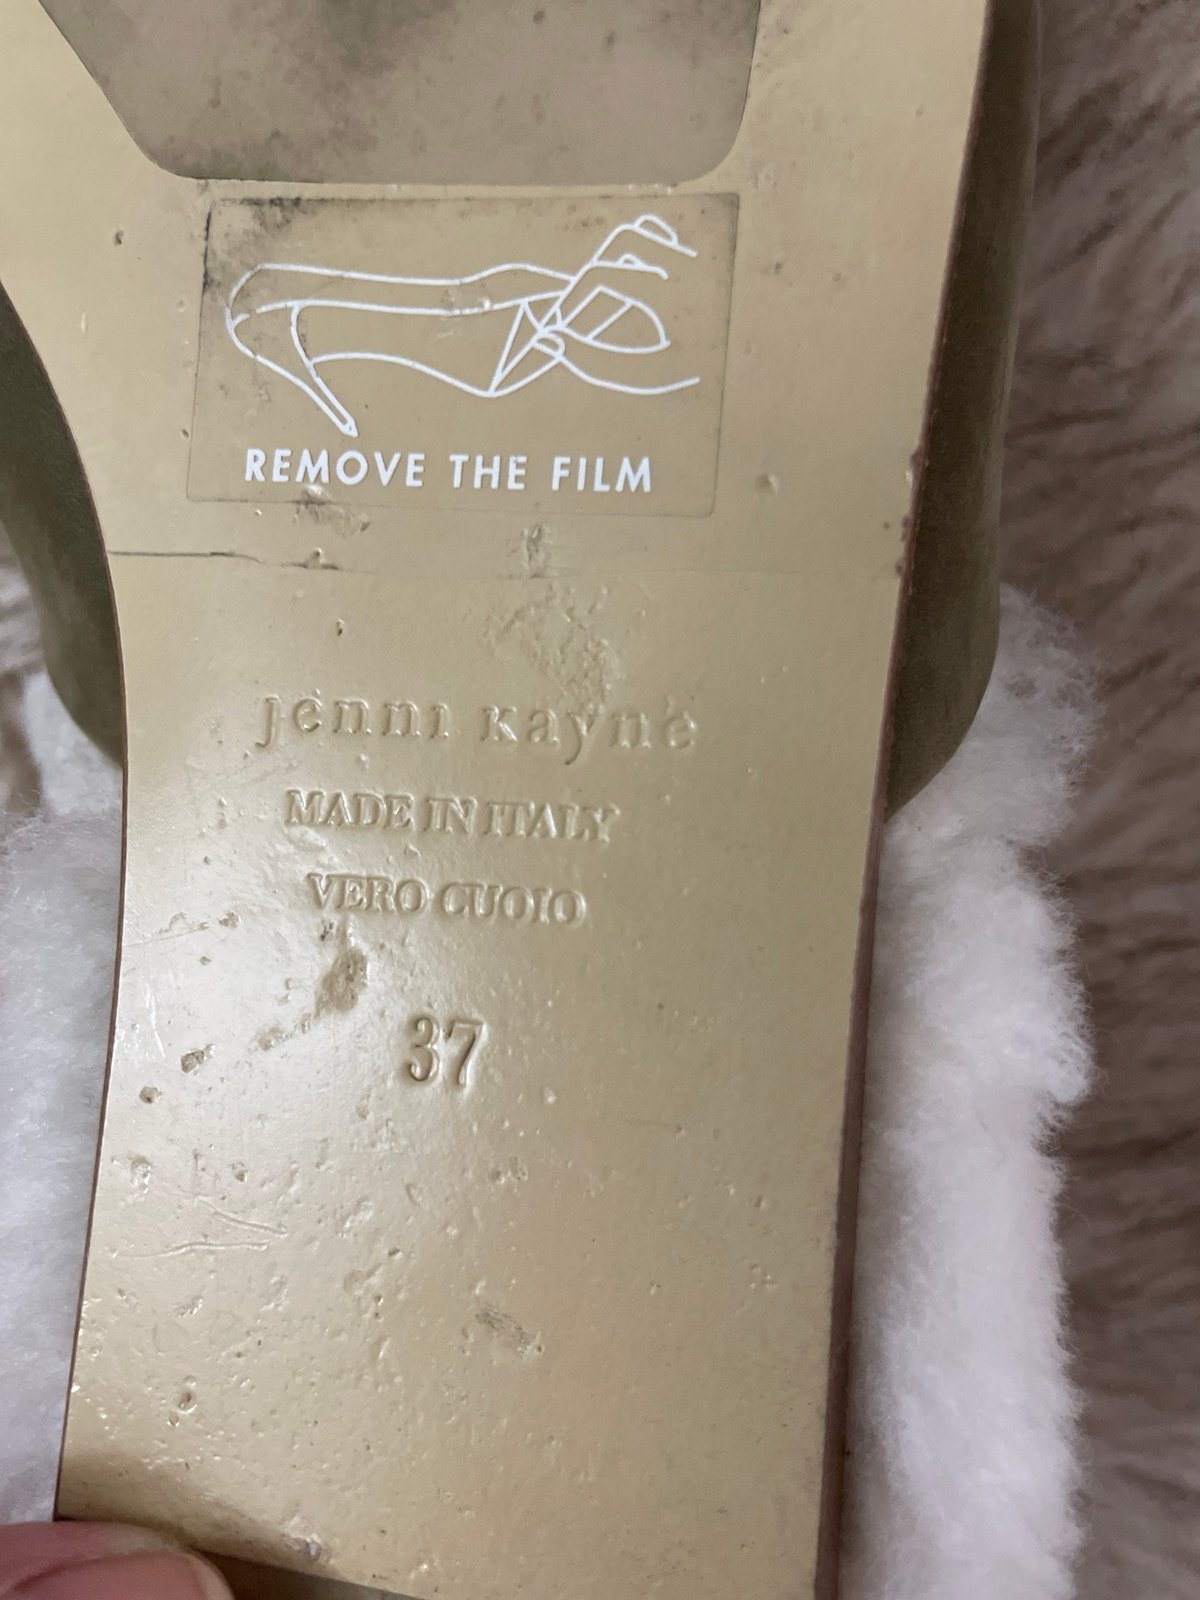 REMOVE THE FILM
jenni kayne
MADE IN ITALY
VERO CUOIO
37